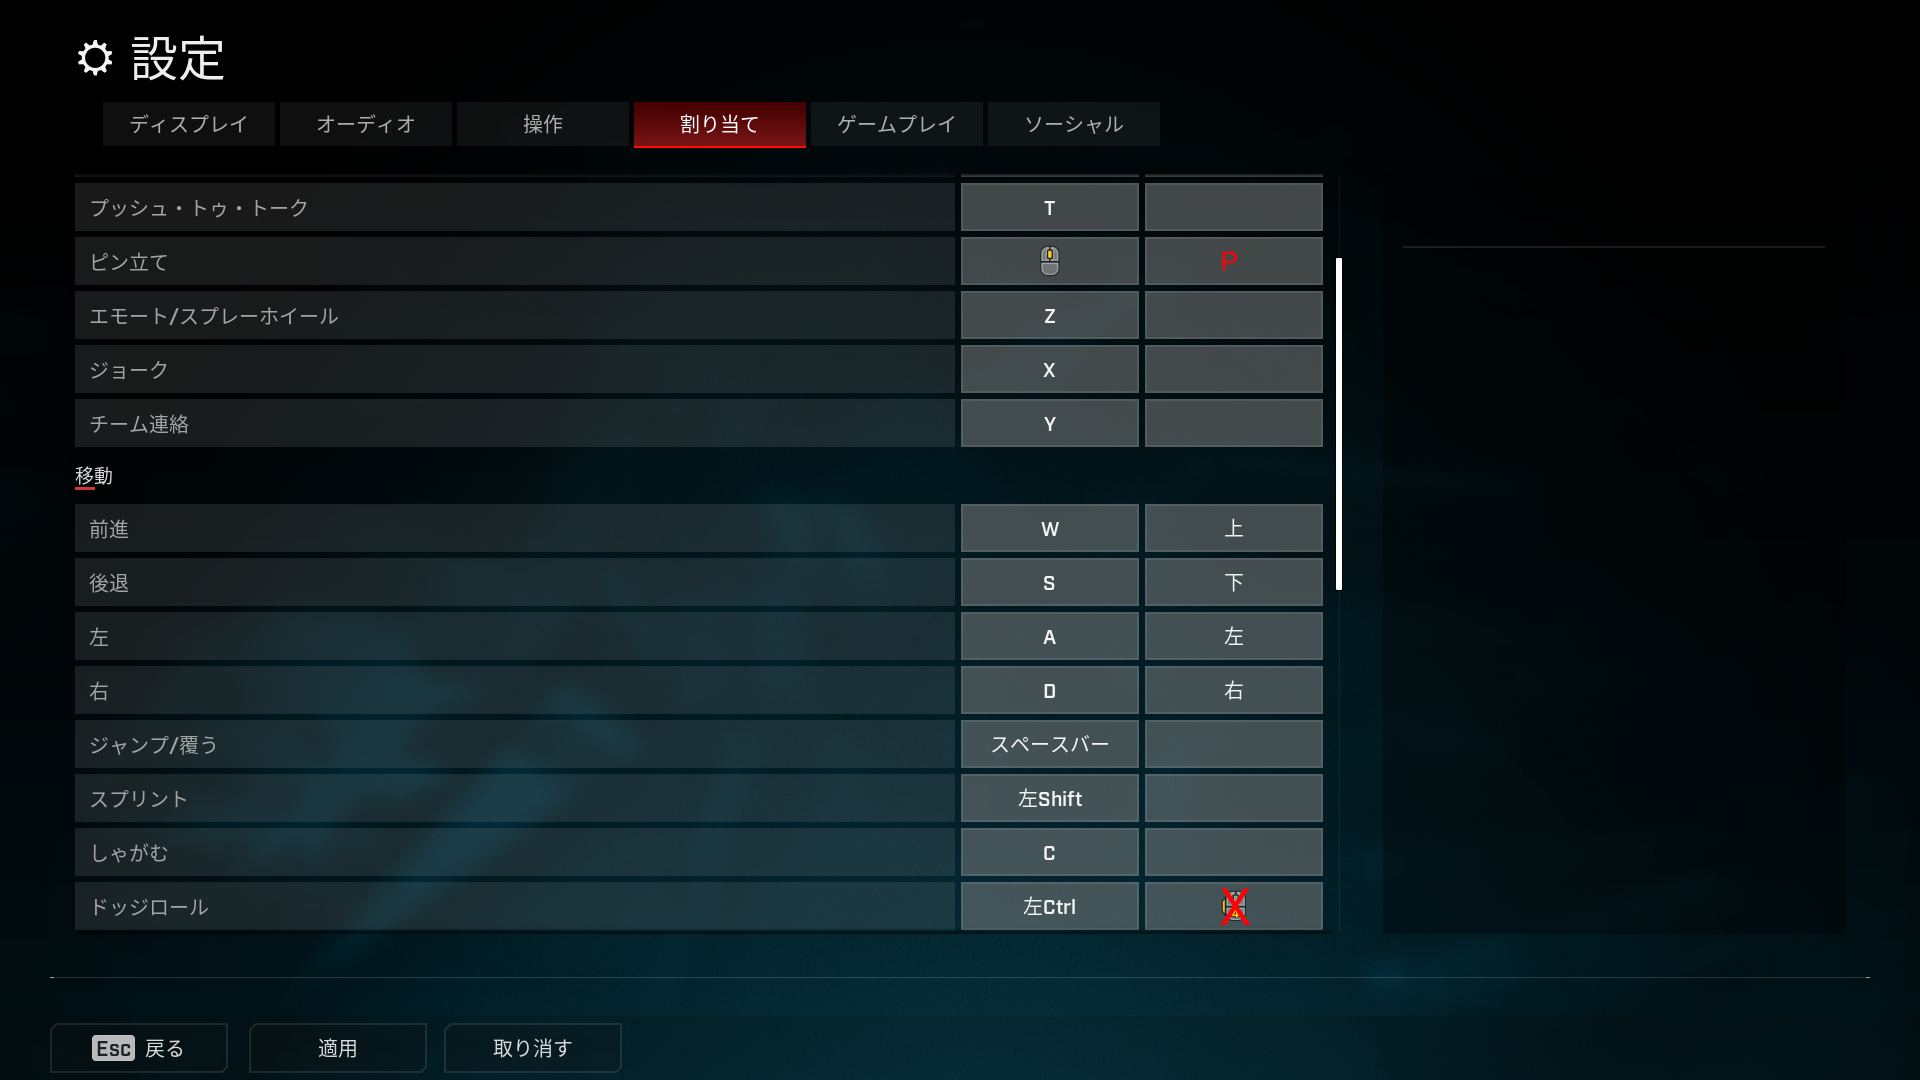 設定
ディスプレイ オーディオ 操作 割り当て ゲームプレイ ソーシャル
プッシュ・トゥ・トーク T
ピン立て P
エモート/スプレーホイール Z
ジョーク X
チーム連絡 Y
移動
前進 W 上
後退 S 下
左 A 左
右 D 右
ジャンプ/覆う スペースバー
スプリント 左Shift
しゃがむ C
ドッジロール 左Ctrl X
Esc 戻る 適用 取り消す